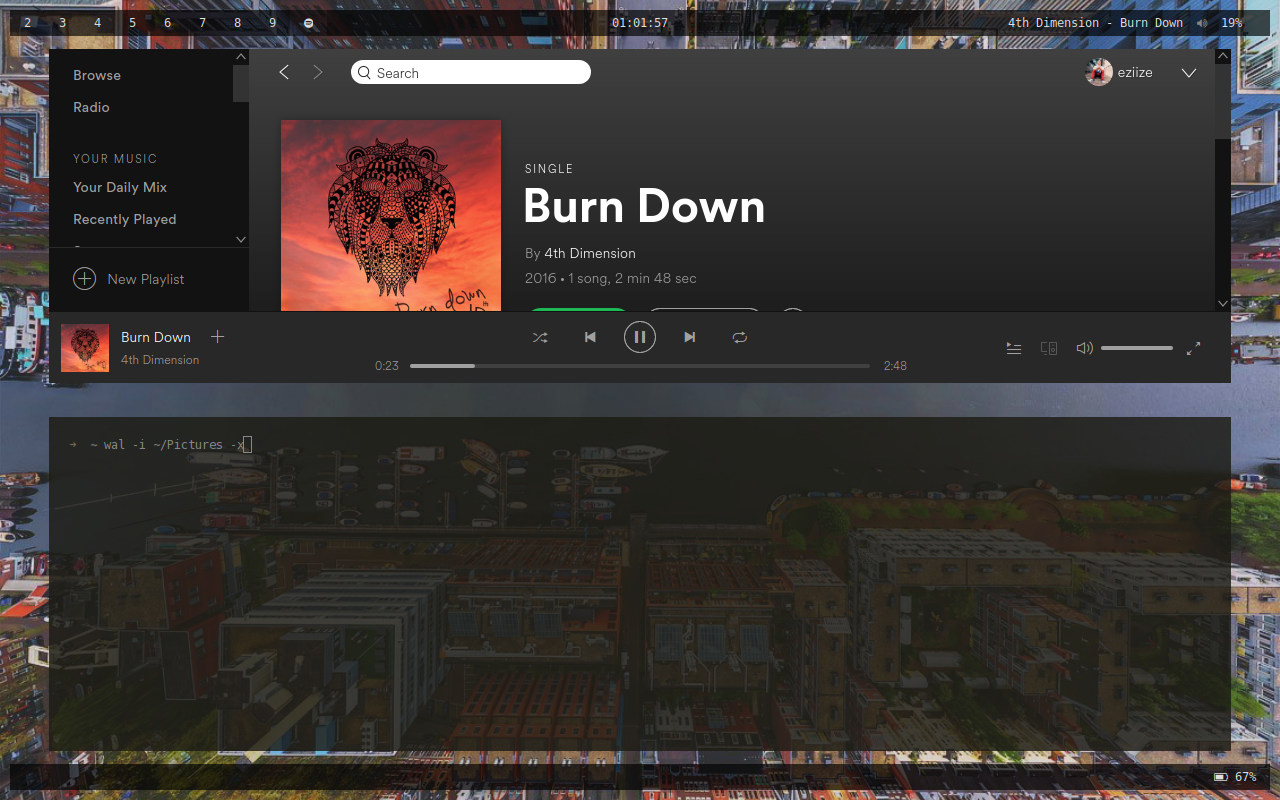 2 3 4 5 6 7 8 9
01:01:57
4th Dimension - Burn Down 19%
Browse
Radio
YOUR MUSIC
Your Daily Mix
Recently Played
New Playlist
Search
eziize
SINGLE
Burn Down
By 4th Dimension
2016 • 1 song, 2 min 48 sec
Burn down
Burn Down
4th Dimension
0:23
2:48
→ ~ wal -i ~/Pictures -x
67%